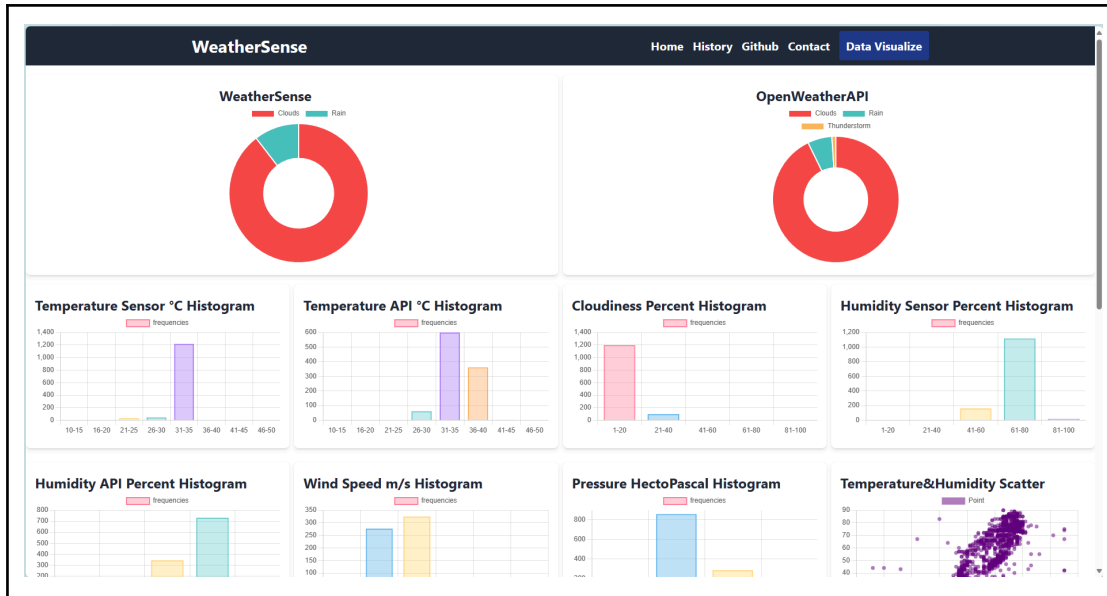 WeatherSense Home History Github Contact Data Visualize
WeatherSense
Clouds Rain
OpenWeatherAPI
Clouds Rain
Thunderstorm
Temperature Sensor °C Histogram
frequencies
1,400
1,200
1,000
800
600
400
200
0
10-15 16-20 21-25 26-30 31-35 36-40 41-45 46-50
Temperature API °C Histogram
frequencies
600
500
400
300
200
100
0
10-15 16-20 21-25 26-30 31-35 36-40 41-45 46-50
Cloudiness Percent Histogram
frequencies
1,400
1,200
1,000
800
600
400
200
0
1-20 21-40 41-60 61-80 81-100
Humidity Sensor Percent Histogram
frequencies
1,200
1,000
800
600
400
200
0
1-20 21-40 41-60 61-80 81-100
Humidity API Percent Histogram
frequencies
800
700
600
500
400
300
200
Wind Speed m/s Histogram
frequencies
350
300
250
200
150
100
Pressure HectoPascal Histogram
frequencies
800
600
400
200
Temperature&Humidity Scatter
Point
90
80
70
60
50
40